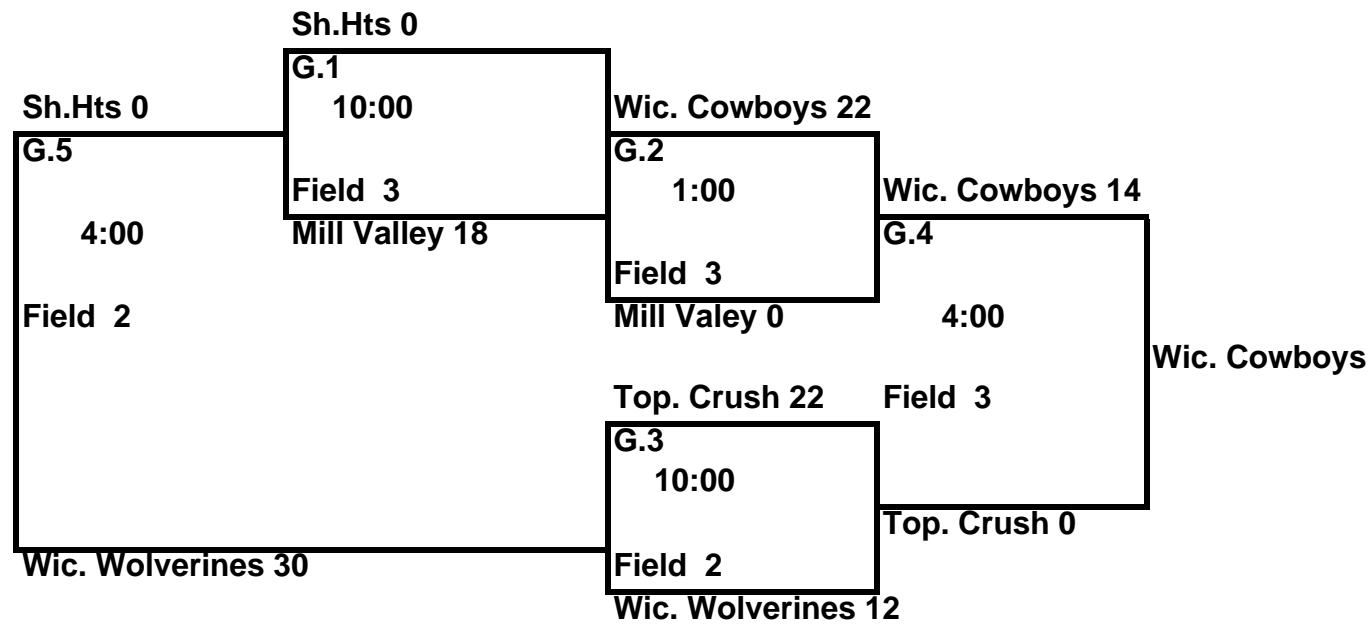 Sh.Hts 0
G.1
Sh.Hts 0
10:00
Wic. Cowboys 22
G.5
G.2
Field  3
1:00
Wic. Cowboys 14
4:00
Mill Valley 18
G.4
Field  3
Field  2
Mill Valey 0
4:00
Wic. Cowboys
Top. Crush 22
Field  3
G.3
10:00
Top. Crush 0
Wic. Wolverines 30
Field  2
Wic. Wolverines 12